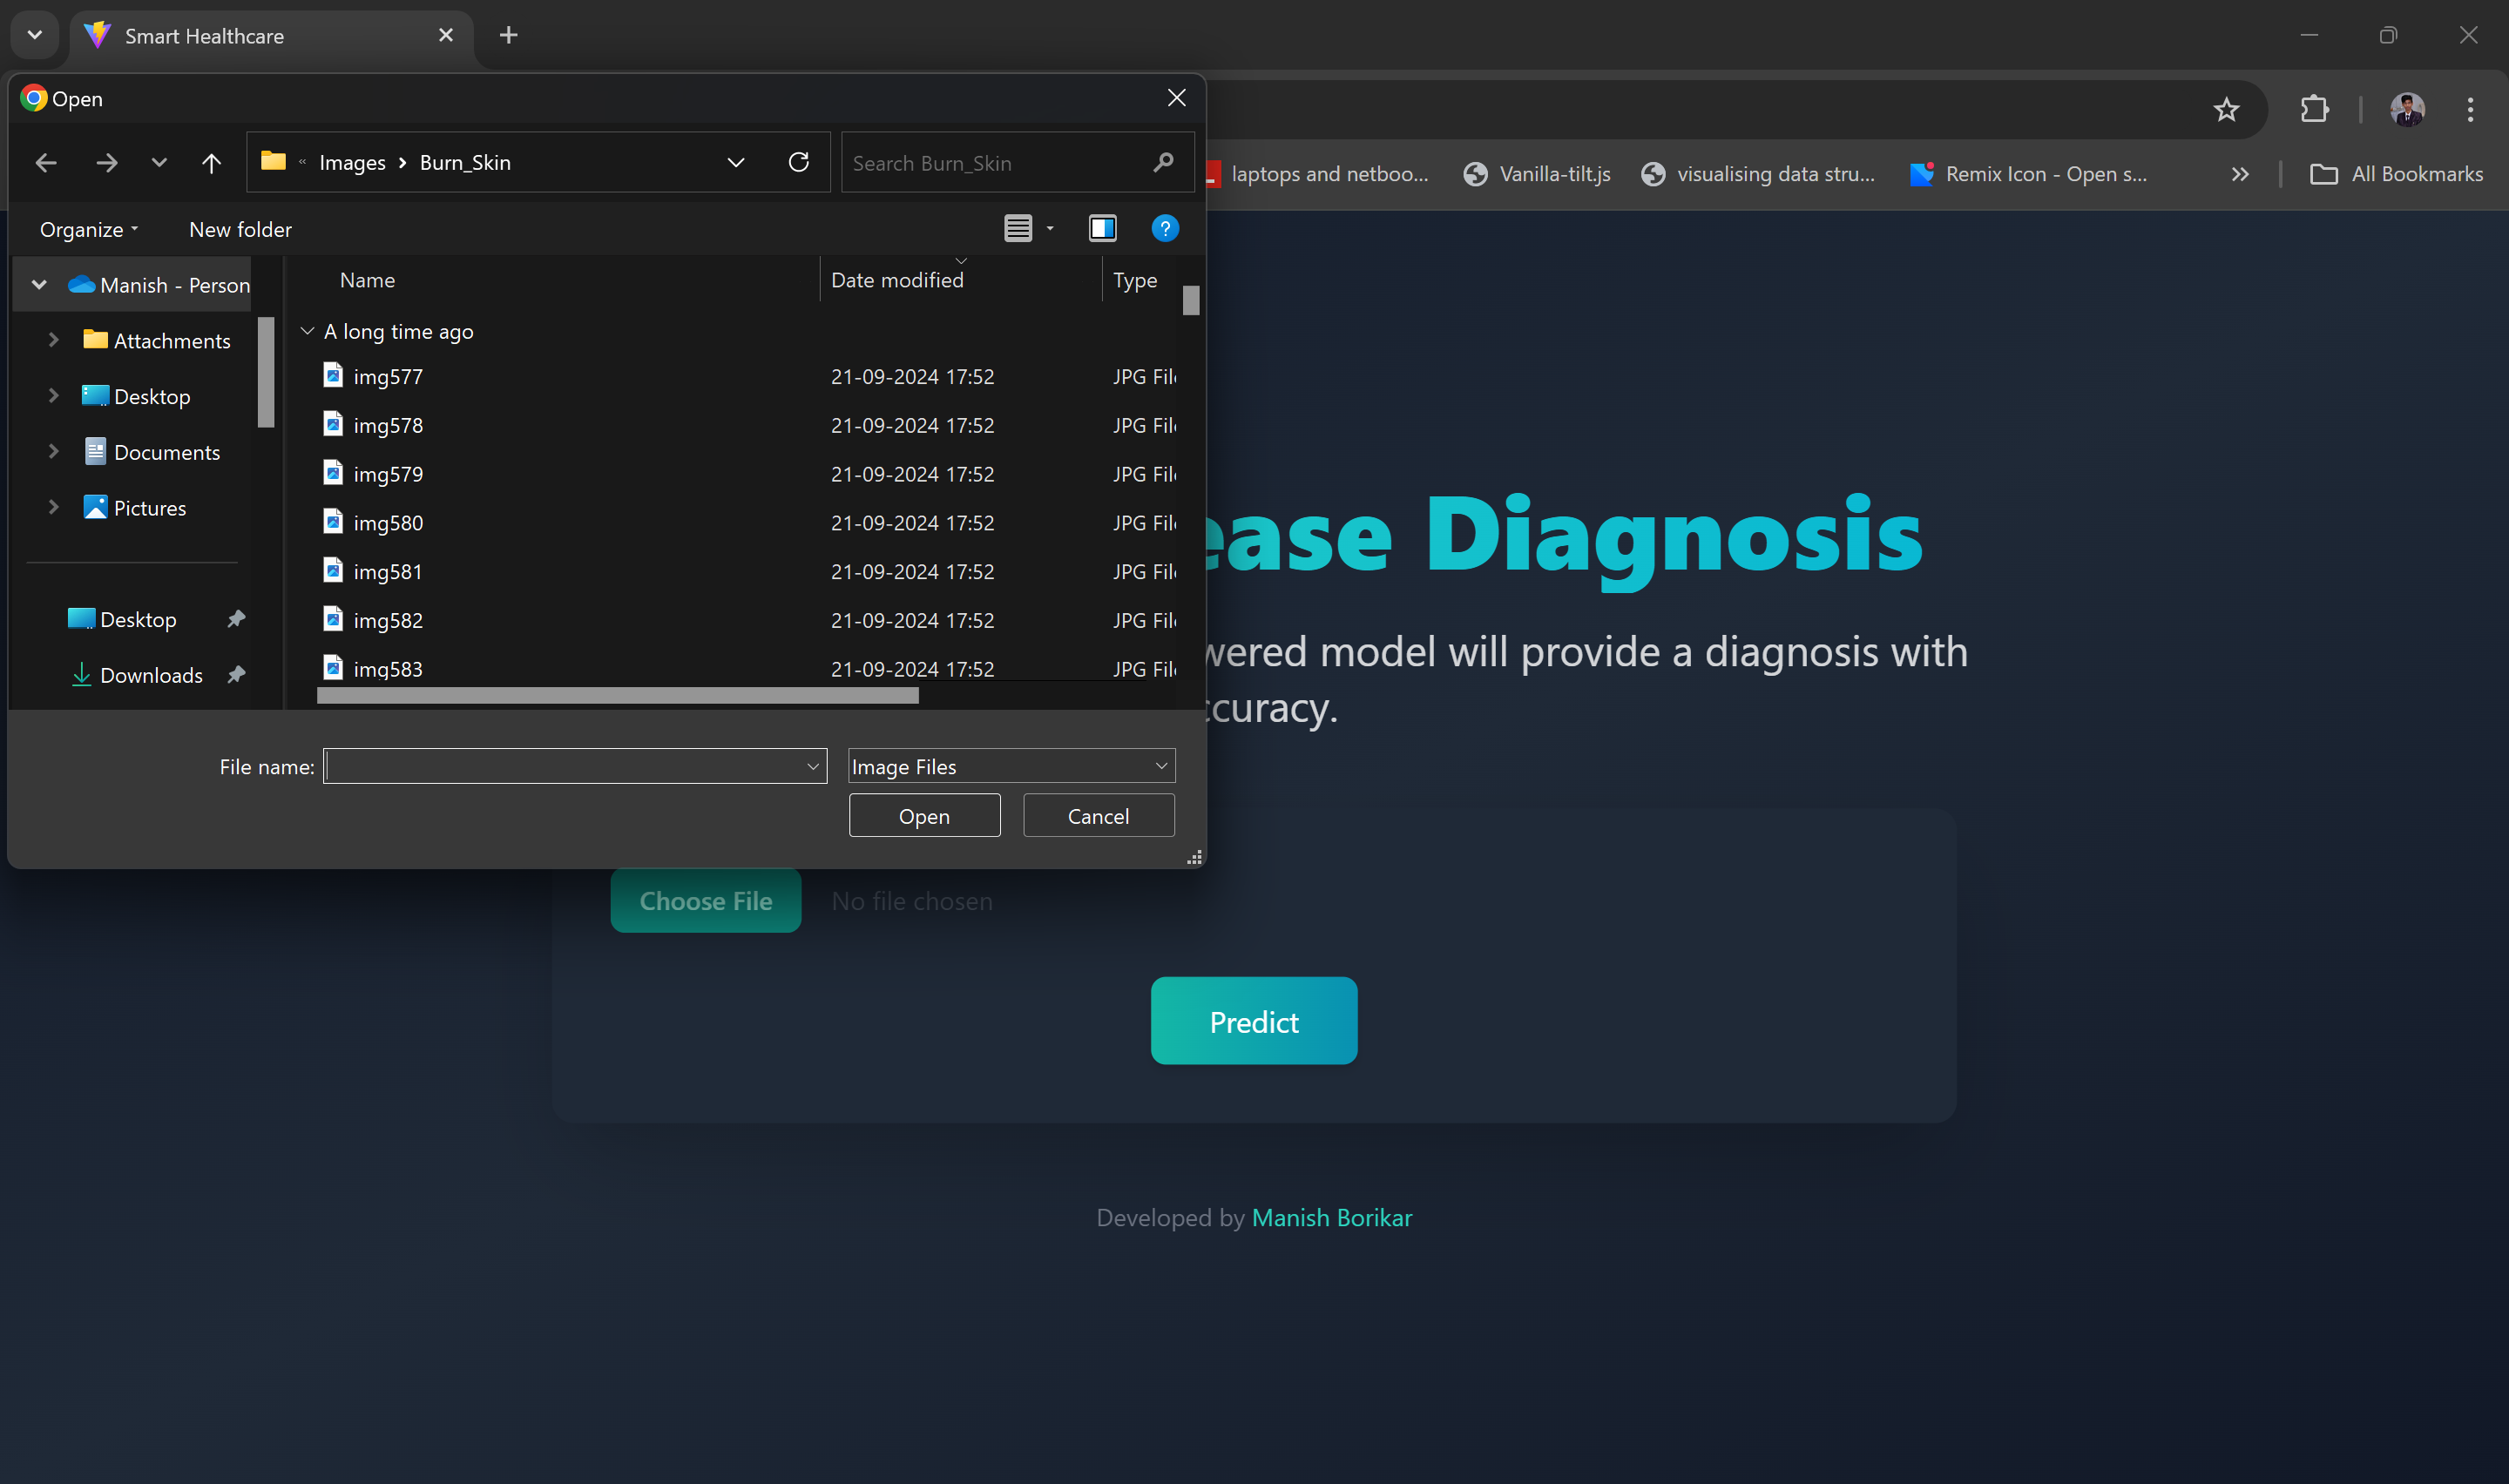 Smart Healthcare
Open
« Images > Burn_Skin
Search Burn_Skin
laptops and netboo...
Vanilla-tilt.js
visualising data stru...
Remix Icon - Open s...
All Bookmarks
Organize
New folder
Manish - Person
Attachments
Desktop
Documents
Pictures
Desktop
Downloads
Name Date modified Type
A long time ago
img577 21-09-2024 17:52 JPG Fil
img578 21-09-2024 17:52 JPG Fil
img579 21-09-2024 17:52 JPG Fil
img580 21-09-2024 17:52 JPG Fil
img581 21-09-2024 17:52 JPG Fil
img582 21-09-2024 17:52 JPG Fil
img583 21-09-2024 17:52 JPG Fil
File name:
Image Files
Open
Cancel
ease Diagnosis
wered model will provide a diagnosis with
ccuracy.
Choose File No file chosen
Predict
Developed by Manish Borikar